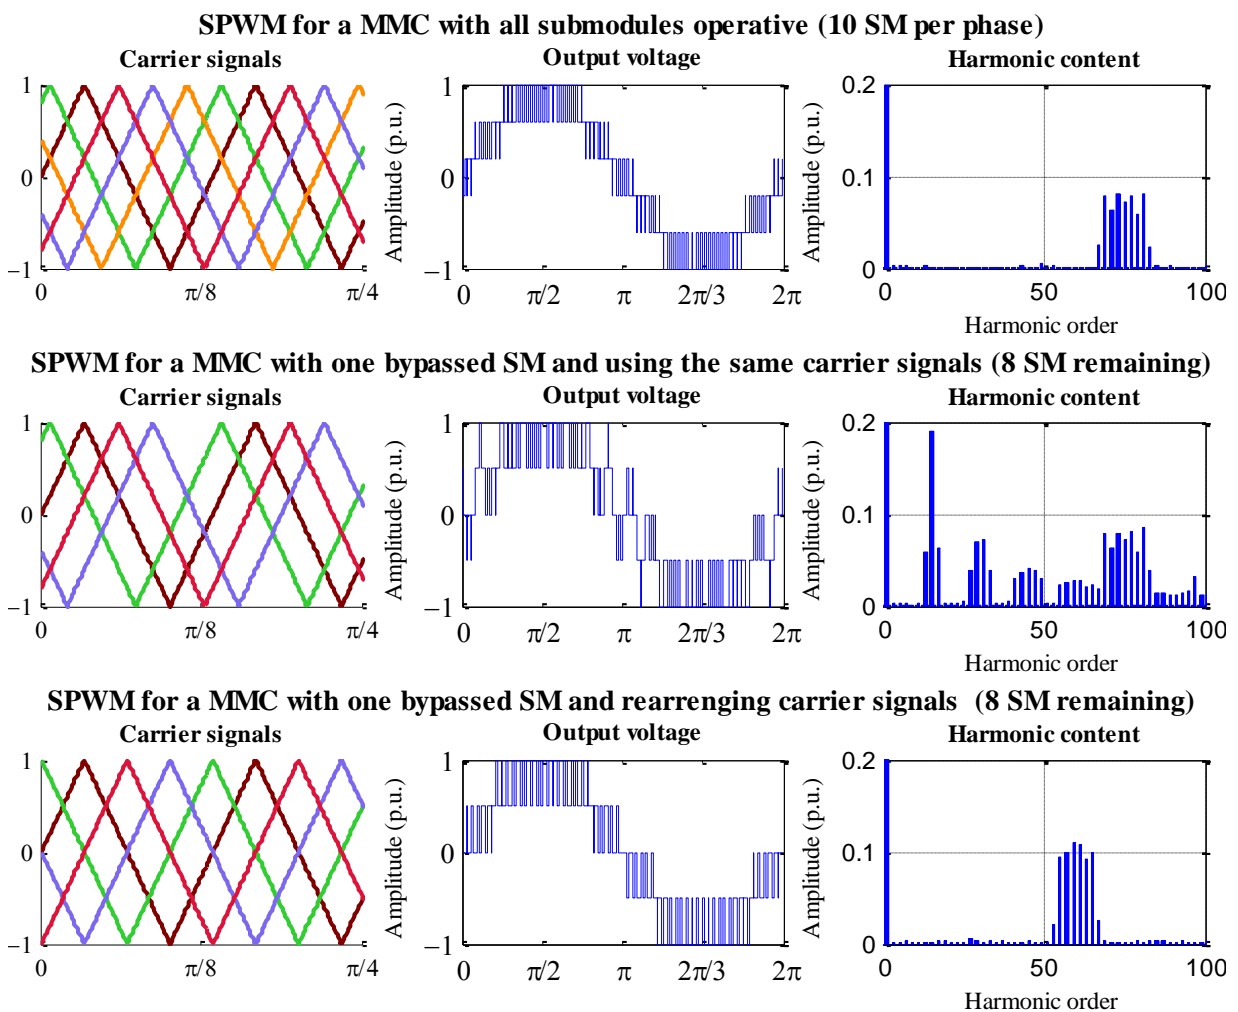 SPWM for a MMC with all submodules operative (10 SM per phase)
Carrier signals
Output voltage
Harmonic content
1
0
−1
0
π/8
π/4
Amplitude (p.u.)
1
0
−1
0
π/2
π
2π/3
2π
Amplitude (p.u.)
0.2
0.1
0
0
50
100
Harmonic order
SPWM for a MMC with one bypassed SM and using the same carrier signals (8 SM remaining)
Carrier signals
Output voltage
Harmonic content
1
0
−1
0
π/8
π/4
Amplitude (p.u.)
1
0
−1
0
π/2
π
2π/3
2π
Amplitude (p.u.)
0.2
0.1
0
0
50
100
Harmonic order
SPWM for a MMC with one bypassed SM and rearrenging carrier signals (8 SM remaining)
Carrier signals
Output voltage
Harmonic content
1
0
−1
0
π/8
π/4
Amplitude (p.u.)
1
0
−1
0
π/2
π
2π/3
2π
Amplitude (p.u.)
0.2
0.1
0
0
50
100
Harmonic order